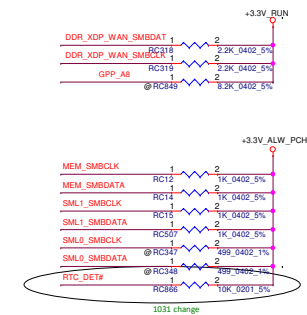 +3.3V_RUN
DDR_XDP_WAN_SMBDAT 1 2
RC318 2.2K_0402_5%
DDR_XDP_WAN_SMBCLK 1 2
RC319 2.2K_0402_5%
GPP_A8 1 2
@ RC849 8.2K_0402_5%
+3.3V_ALW_PCH
MEM_SMBCLK 1 2
RC12 1K_0402_5%
MEM_SMBDATA 1 2
RC14 1K_0402_5%
SML1_SMBCLK 1 2
RC15 1K_0402_5%
SML1_SMBDATA 1 2
RC507 1K_0402_5%
SML0_SMBCLK 1 2
@ RC347 499_0402_1%
SML0_SMBDATA 1 2
@ RC348 499_0402_1%
RTC_DET# 1 2
RC866 10K_0201_5%
1031 change